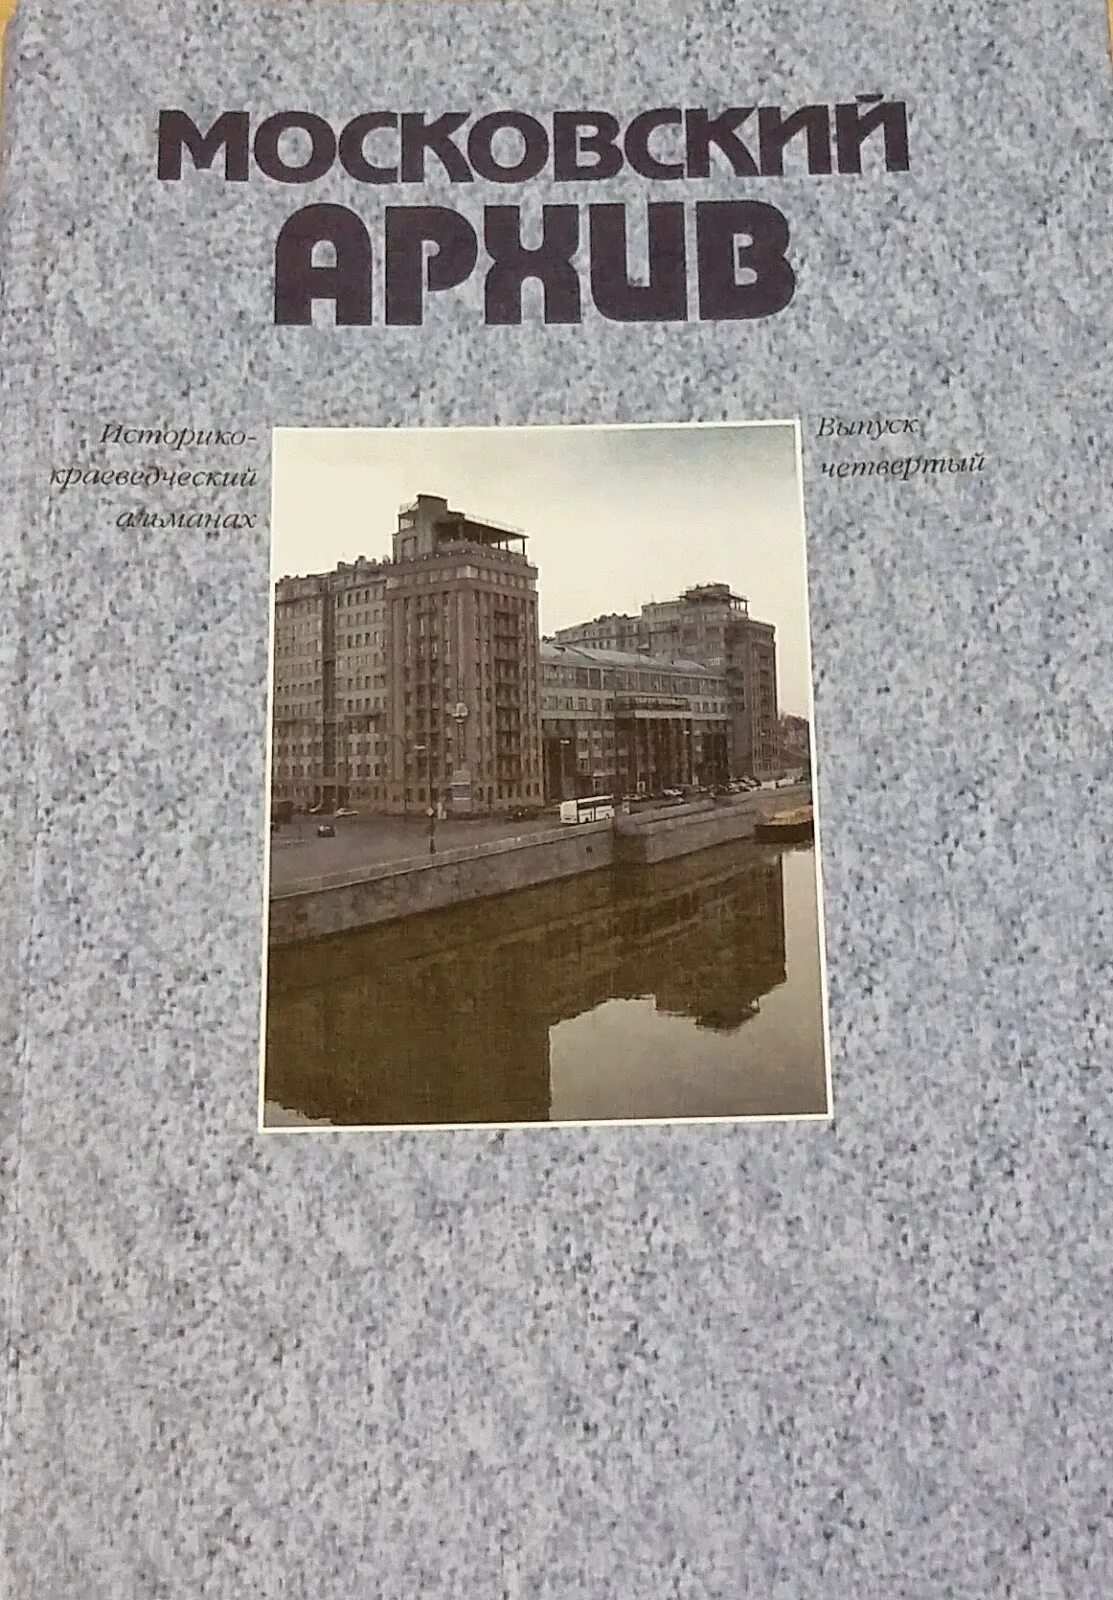 МОСКОВСКИЙ
АРХИВ
Историко-
краеведческий
альманах
Выпуск
четвертый